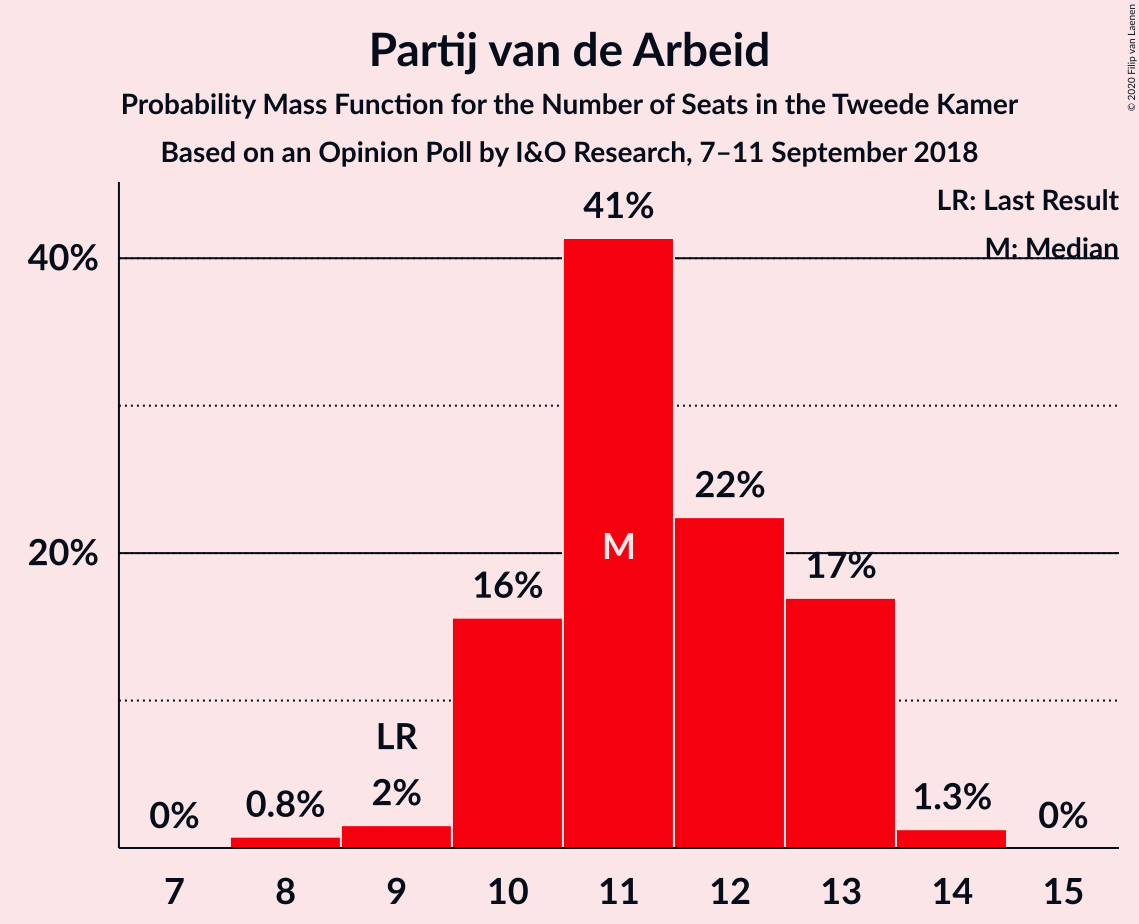 Partij van de Arbeid
Probability Mass Function for the Number of Seats in the Tweede Kamer
Based on an Opinion Poll by I&O Research, 7–11 September 2018
© 2020 Filip van Laenen
LR: Last Result
M: Median
40%
20%
0%
0.8%
LR
2%
16%
41%
M
22%
17%
1.3%
0%
7 8 9 10 11 12 13 14 15